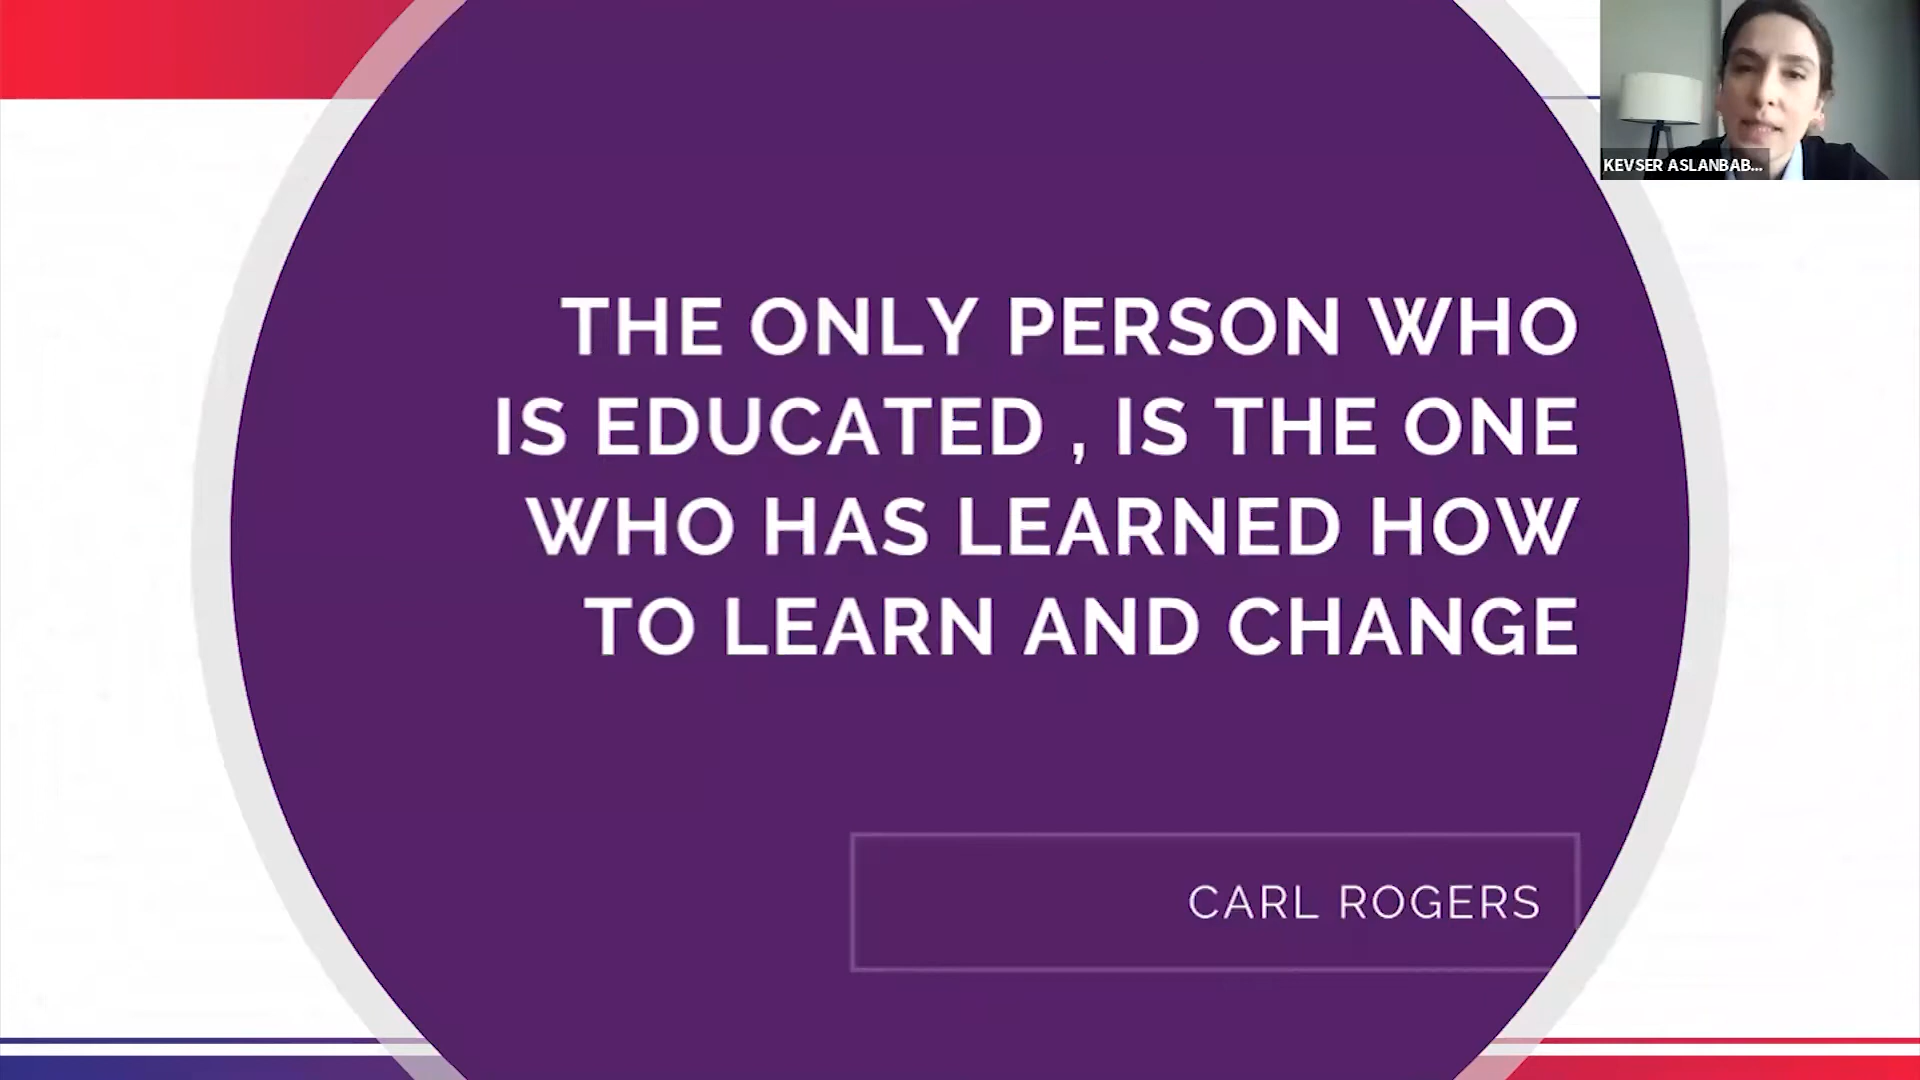 KEVSER ASLANBAB...
THE ONLY PERSON WHO
IS EDUCATED , IS THE ONE
WHO HAS LEARNED HOW
TO LEARN AND CHANGE
CARL ROGERS